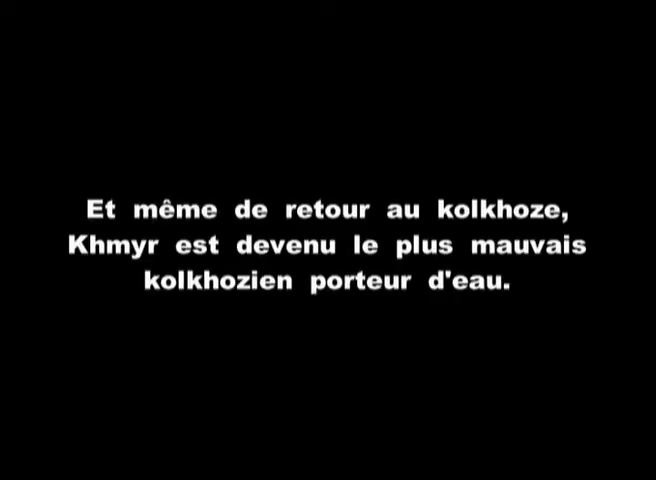 Et même de retour au kolkhoze,
Khmyr est devenu le plus mauvais
kolkhozien porteur d'eau.